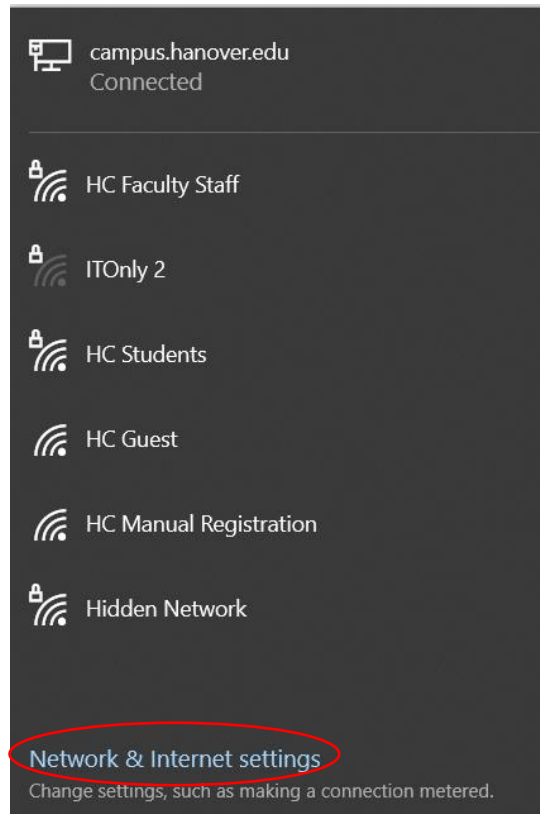 campus.hanover.edu
Connected
HC Faculty Staff
ITOnly 2
HC Students
HC Guest
HC Manual Registration
Hidden Network
Network & Internet settings
Change settings, such as making a connection metered.